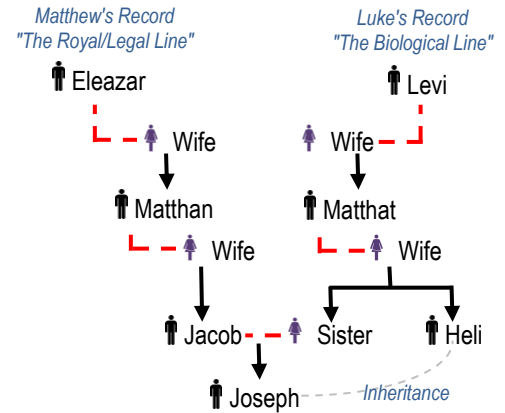 Matthew's Record
"The Royal/Legal Line"
Luke's Record
"The Biological Line"
Eleazar
Levi
Wife
Wife
Matthan
Matthat
Wife
Wife
Jacob
Sister
Heli
Joseph
Inheritance